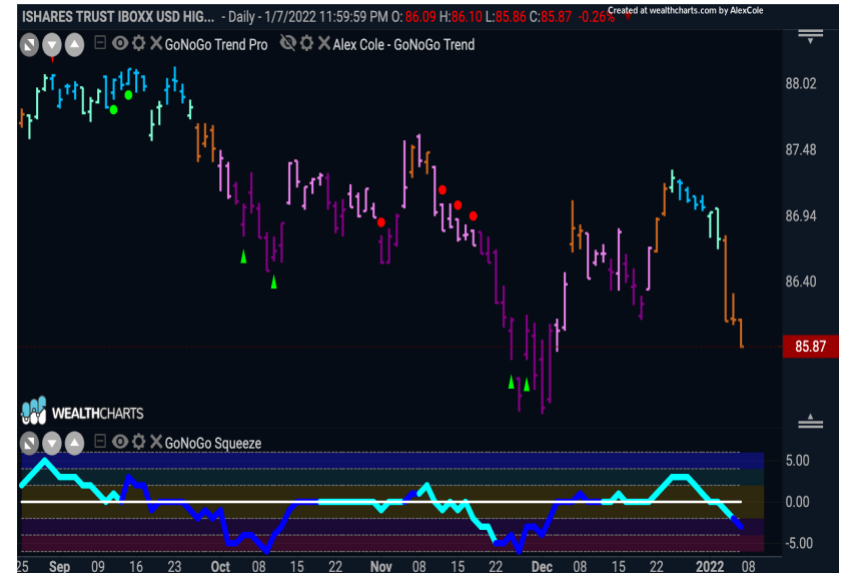 ISHARES TRUST IBOXX USD HIG... - Daily - 1/7/2022 11:59:59 PM O: 86.09 H:86.10 L:85.86 C:85.87 -0.26%
Created at wealthcharts.com by AlexCole
GoNoGo Trend Pro Alex Cole - GoNoGo Trend
88.02
87.48
86.94
86.40
85.87
WEALTHCHARTS
GoNoGo Squeeze
5.00
0.00
-5.00
25 Sep 09 16 23 Oct 08 15 22 Nov 08 15 22 Dec 08 15 22 2022 08